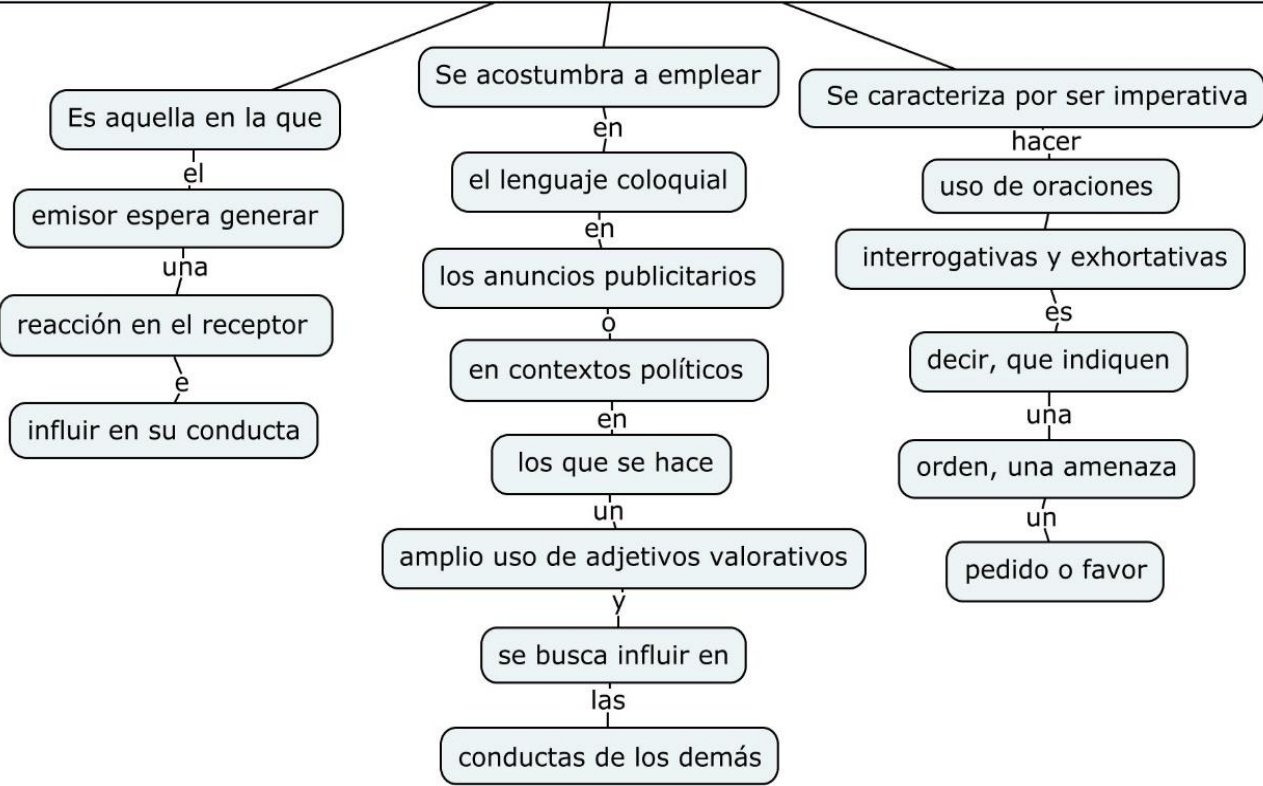 Es aquella en la que
el
emisor espera generar
una
reacción en el receptor
e
influir en su conducta
Se acostumbra a emplear
en
el lenguaje coloquial
en
los anuncios publicitarios
o
en contextos políticos
en
los que se hace
un
amplio uso de adjetivos valorativos
y
se busca influir en
las
conductas de los demás
Se caracteriza por ser imperativa
hacer
uso de oraciones
interrogativas y exhortativas
es
decir, que indiquen
una
orden, una amenaza
un
pedido o favor